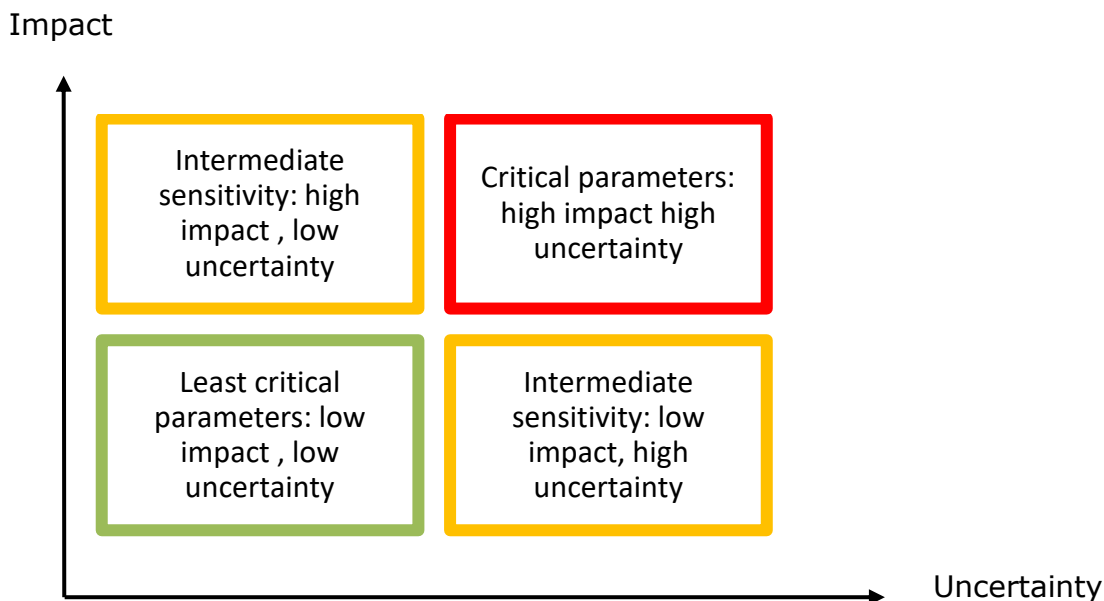 Impact
Intermediate
sensitivity: high
impact , low
uncertainty
Critical parameters:
high impact high
uncertainty
Least critical
parameters: low
impact , low
uncertainty
Intermediate
sensitivity: low
impact, high
uncertainty
Uncertainty